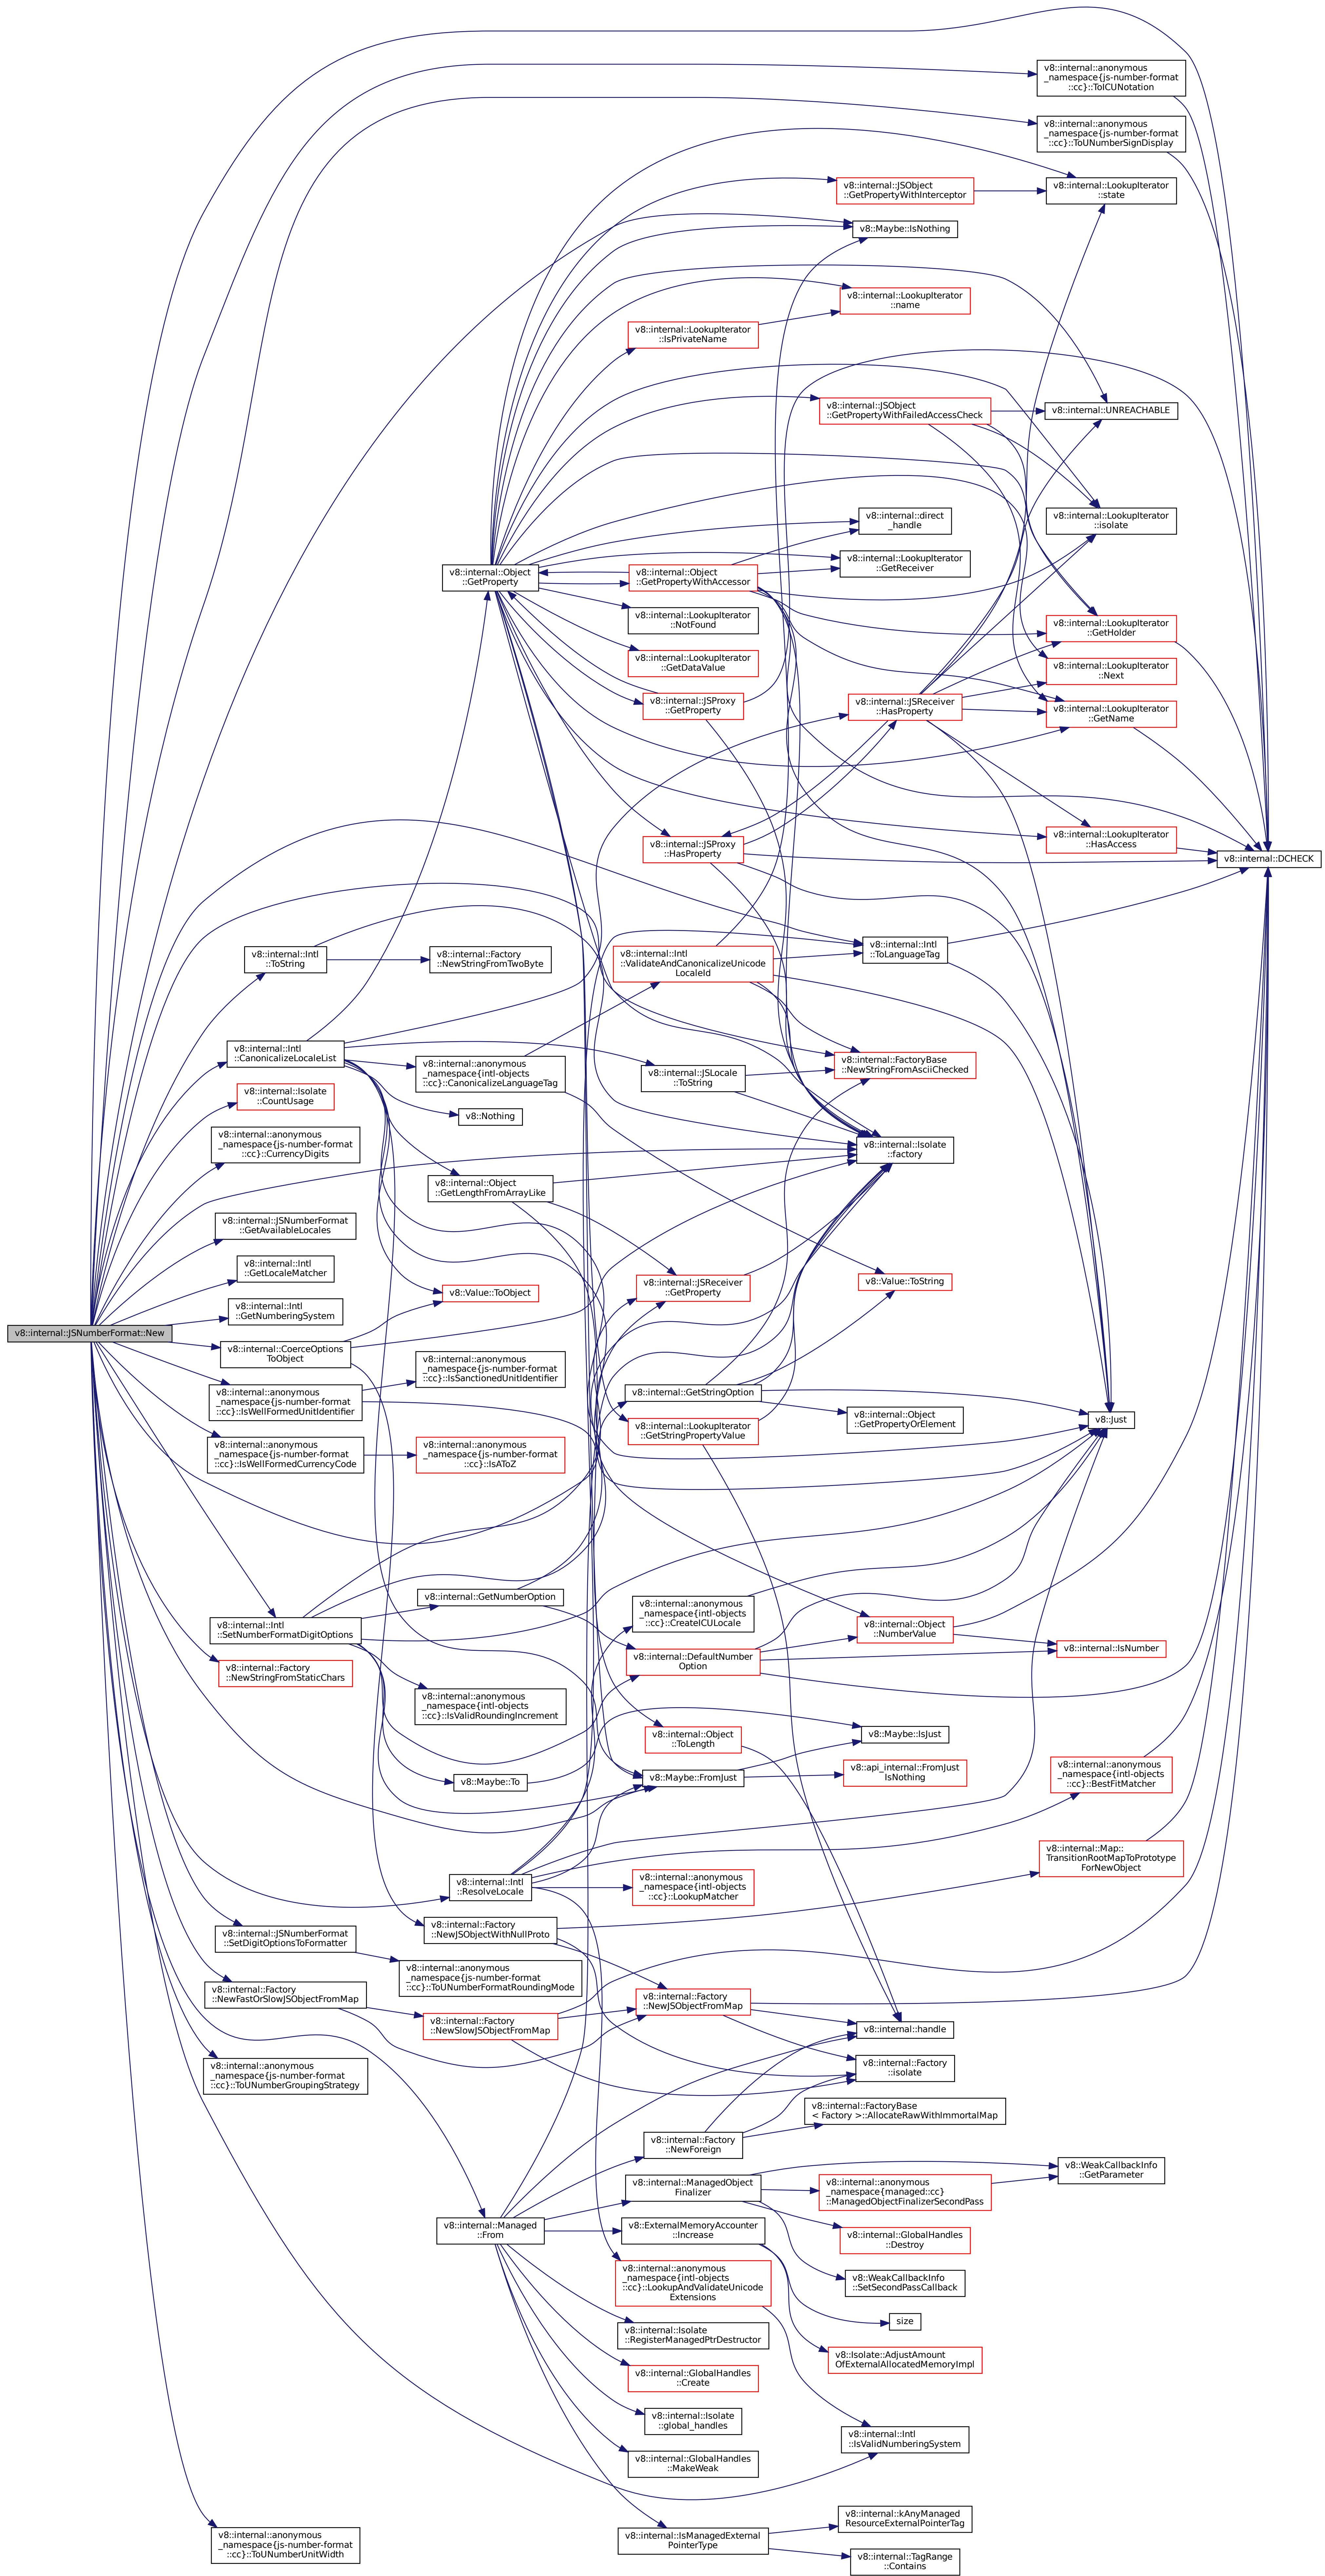 v8::internal::anonymous
_namespace{js-number-format
::cc}::ToICUNotation
v8::internal::anonymous
_namespace{js-number-format
::cc}::ToUNumberSignDisplay
v8::internal::JSObject
::GetPropertyWithInterceptor
v8::internal::LookupIterator
::state
v8::Maybe::IsNothing
v8::internal::LookupIterator
::name
v8::internal::LookupIterator
::IsPrivateName
v8::internal::JSObject
::GetPropertyWithFailedAccessCheck
v8::internal::UNREACHABLE
v8::internal::direct
_handle
v8::internal::LookupIterator
::isolate
v8::internal::LookupIterator
::GetReceiver
v8::internal::Object
::GetProperty
v8::internal::Object
::GetPropertyWithAccessor
v8::internal::LookupIterator
::NotFound
v8::internal::LookupIterator
::GetHolder
v8::internal::LookupIterator
::GetDataValue
v8::internal::LookupIterator
::Next
v8::internal::JSProxy
::GetProperty
v8::internal::JSReceiver
::HasProperty
v8::internal::LookupIterator
::GetName
v8::internal::JSProxy
::HasProperty
v8::internal::LookupIterator
::HasAccess
v8::internal::DCHECK
v8::internal::Intl
::ToString
v8::internal::Factory
::NewStringFromTwoByte
v8::internal::Intl
::ValidateAndCanonicalizeUnicode
LocaleId
v8::internal::Intl
::ToLanguageTag
v8::internal::Intl
::CanonicalizeLocaleList
v8::internal::anonymous
_namespace{intl-objects
::cc}::CanonicalizeLanguageTag
v8::internal::JSLocale
::ToString
v8::internal::FactoryBase
::NewStringFromAsciiChecked
v8::internal::Isolate
::CountUsage
v8::Nothing
v8::internal::anonymous
_namespace{js-number-format
::cc}::CurrencyDigits
v8::internal::Isolate
::factory
v8::internal::Object
::GetLengthFromArrayLike
v8::internal::JSNumberFormat
::GetAvailableLocales
v8::internal::Intl
::GetLocaleMatcher
v8::Value::ToObject
v8::internal::JSReceiver
::GetProperty
v8::Value::ToString
v8::internal::Intl
::GetNumberingSystem
v8::internal::JSNumberFormat::New
v8::internal::CoerceOptions
ToObject
v8::internal::anonymous
_namespace{js-number-format
::cc}::IsSanctionedUnitIdentifier
v8::internal::anonymous
_namespace{js-number-format
::cc}::IsWellFormedUnitIdentifier
v8::internal::GetStringOption
v8::internal::Object
::GetPropertyOrElement
v8::Just
v8::internal::LookupIterator
::GetStringPropertyValue
v8::internal::anonymous
_namespace{js-number-format
::cc}::IsWellFormedCurrencyCode
v8::internal::anonymous
_namespace{js-number-format
::cc}::IsAToZ
v8::internal::GetNumberOption
v8::internal::anonymous
_namespace{intl-objects
::cc}::CreateICULocale
v8::internal::Intl
::SetNumberFormatDigitOptions
v8::internal::Object
::NumberValue
v8::internal::IsNumber
v8::internal::DefaultNumber
Option
v8::internal::Factory
::NewStringFromStaticChars
v8::internal::anonymous
_namespace{intl-objects
::cc}::IsValidRoundingIncrement
v8::internal::Object
::ToLength
v8::Maybe::IsJust
v8::Maybe::To
v8::Maybe::FromJust
v8::api_internal::FromJust
IsNothing
v8::internal::anonymous
_namespace{intl-objects
::cc}::BestFitMatcher
v8::internal::Map::
TransitionRootMapToPrototype
ForNewObject
v8::internal::Intl
::ResolveLocale
v8::internal::anonymous
_namespace{intl-objects
::cc}::LookupMatcher
v8::internal::JSNumberFormat
::SetDigitOptionsToFormatter
v8::internal::Factory
::NewJSObjectWithNullProto
v8::internal::anonymous
_namespace{js-number-format
::cc}::ToUNumberFormatRoundingMode
v8::internal::Factory
::NewFastOrSlowJSObjectFromMap
v8::internal::Factory
::NewSlowJSObjectFromMap
v8::internal::Factory
::NewJSObjectFromMap
v8::internal::handle
v8::internal::anonymous
_namespace{js-number-format
::cc}::ToUNumberGroupingStrategy
v8::internal::Factory
::isolate
v8::internal::FactoryBase
< Factory >::AllocateRawWithImmortalMap
v8::internal::Factory
::NewForeign
v8::internal::ManagedObject
Finalizer
v8::internal::anonymous
_namespace{managed::cc}
::ManagedObjectFinalizerSecondPass
v8::WeakCallbackInfo
::GetParameter
v8::internal::Managed
::From
v8::ExternalMemoryAccounter
::Increase
v8::internal::GlobalHandles
::Destroy
v8::internal::anonymous
_namespace{intl-objects
::cc}::LookupAndValidateUnicode
Extensions
v8::WeakCallbackInfo
::SetSecondPassCallback
size
v8::internal::Isolate
::RegisterManagedPtrDestructor
v8::Isolate::AdjustAmount
OfExternalAllocatedMemoryImpl
v8::internal::GlobalHandles
::Create
v8::internal::Isolate
::global_handles
v8::internal::Intl
::IsValidNumberingSystem
v8::internal::GlobalHandles
::MakeWeak
v8::internal::anonymous
_namespace{js-number-format
::cc}::ToUNumberUnitWidth
v8::internal::IsManagedExternal
PointerType
v8::internal::kAnyManaged
ResourceExternalPointerTag
v8::internal::TagRange
::Contains